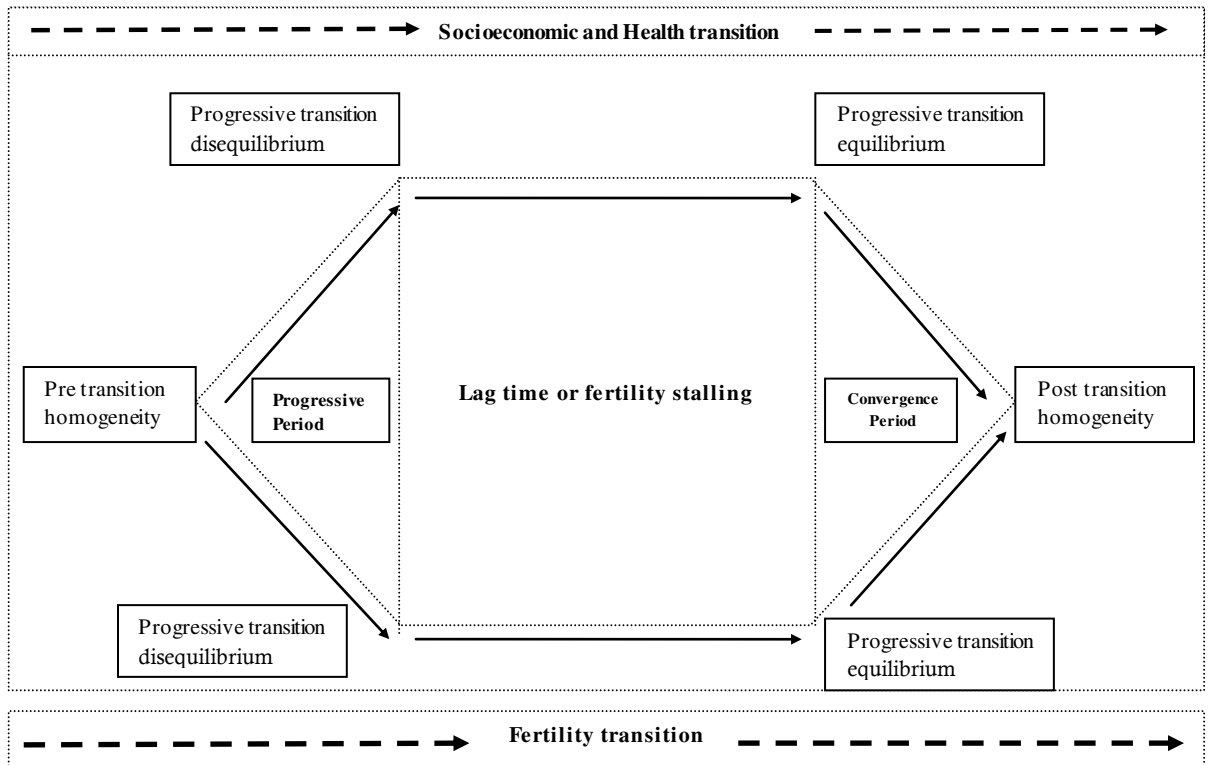 Socioeconomic and Health transition
Progressive transition
disequilibrium
Progressive transition
equilibrium
Pre transition
homogeneity
Progressive
Period
Lag time or fertility stalling
Convergence
Period
Post transition
homogeneity
Progressive transition
disequilibrium
Progressive transition
equilibrium
Fertility transition